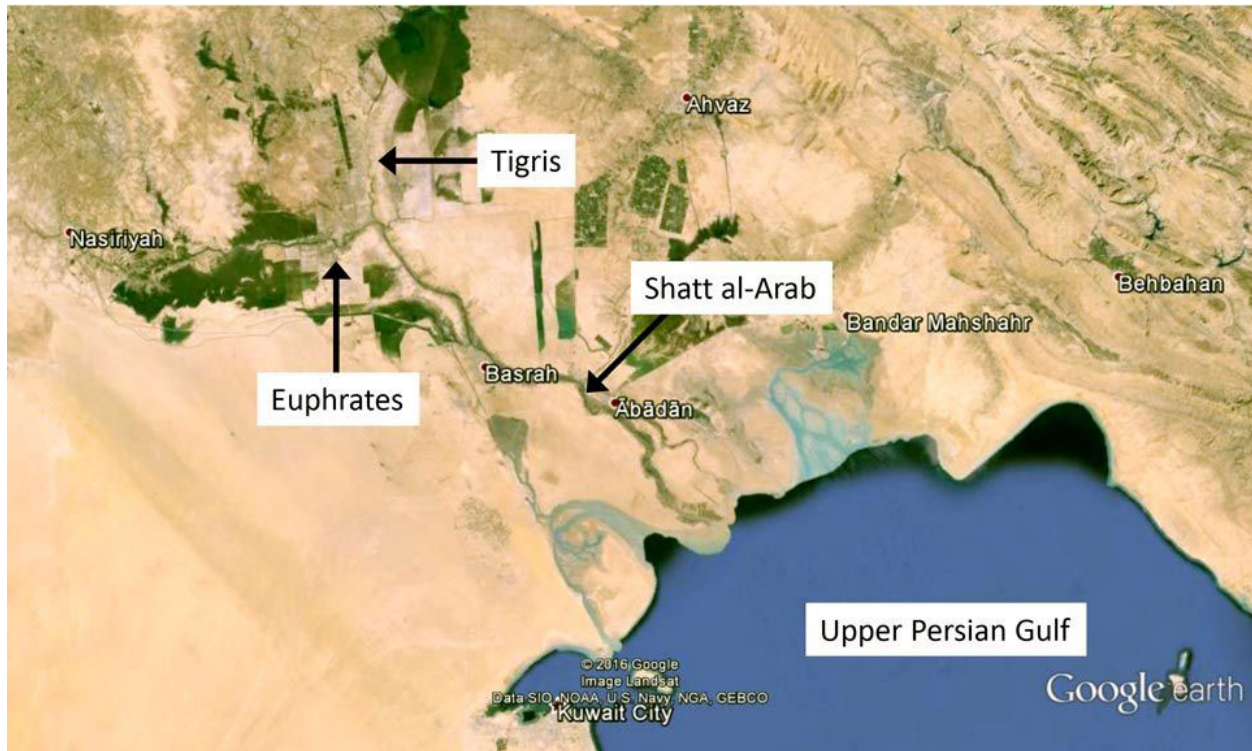 Ahvaz
Tigris
Nasiriyah
Shatt al-Arab
Behbahan
Bandar Mahshahr
Euphrates
Basrah
Ābādān
Upper Persian Gulf
© 2016 Google
Image Landsat
Data SIO, NOAA, U.S. Navy, NGA, GEBCO
Google earth
Kuwait City